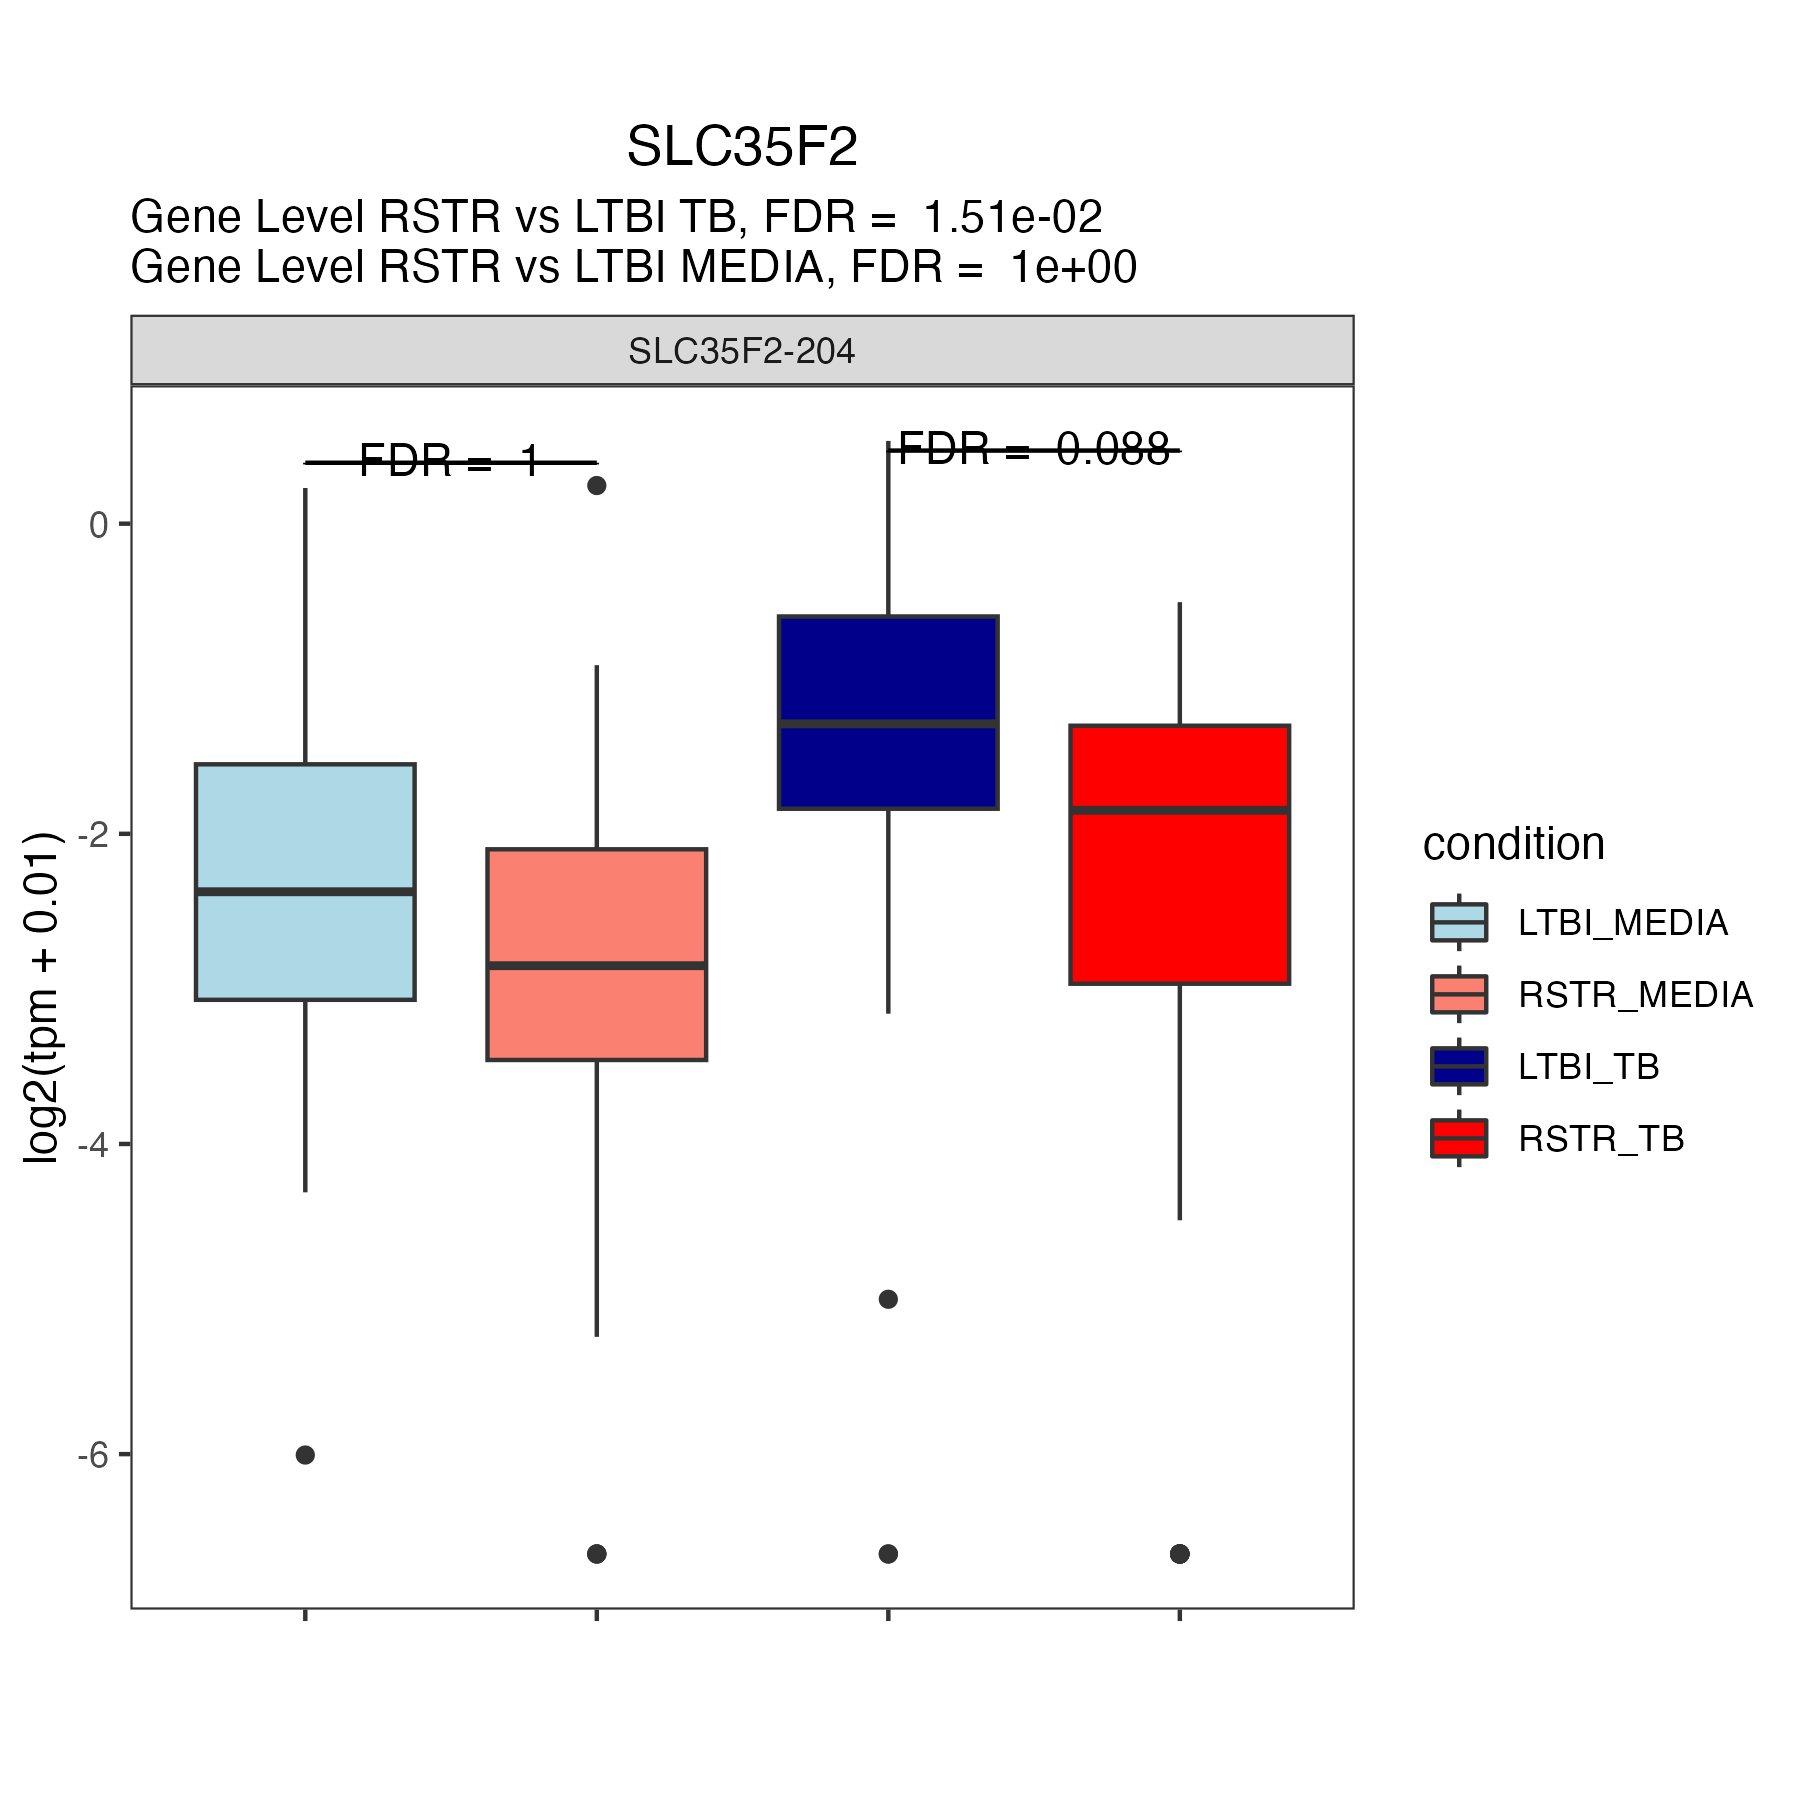 SLC35F2
Gene Level RSTR vs LTBI TB, FDR =  1.51e-02
Gene Level RSTR vs LTBI MEDIA, FDR =  1e+00
SLC35F2-204
FDR =  1
FDR =  0.088
0
-2
-4
-6
log2(tpm + 0.01)
condition
LTBI_MEDIA
RSTR_MEDIA
LTBI_TB
RSTR_TB